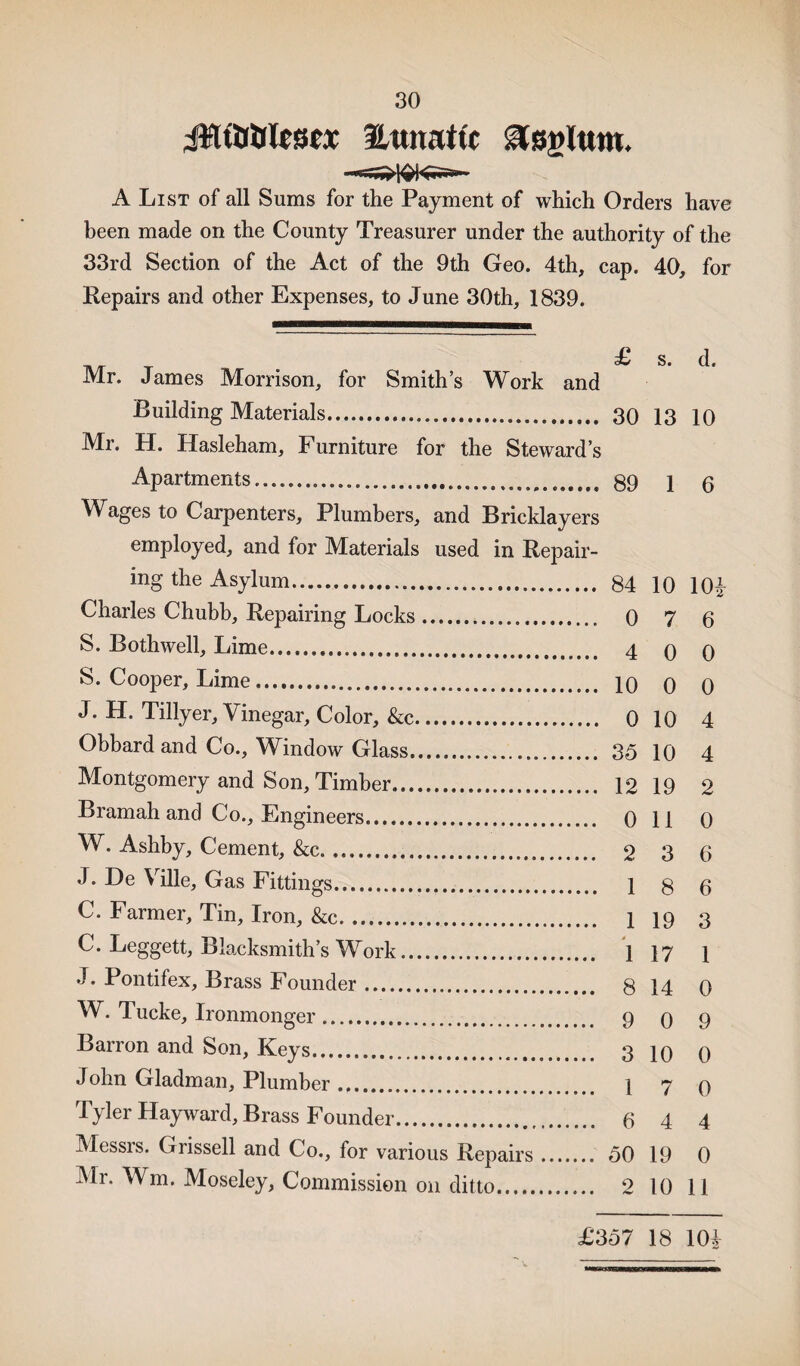 30
Middlesex Lunatic Asylum.
A List of all Sums for the Payment of which Orders have
been made on the County Treasurer under the authority of the
33rd Section of the Act of the 9th Geo. 4th, cap. 40, for
Repairs and other Expenses, to June 30th, 1839.
£ s. d.
Mr. James Morrison, for Smith's Work and
Building Materials.......................................... 30 13 10
Mr. H. Hasleham, Furniture for the Steward's
Apartments.................................................... 89 1 6
Wages to Carpenters, Plumbers, and Bricklayers
employed, and for Materials used in Repair-
ing the Asylum.............................................. 84 10 10½
Charles Chubb, Repairing Locks ........................... 0 7 6
S. Bothwell, Lime................................................. 4 0 0
S. Cooper, Lime .................................................... 10 0 0
J. H. Tillyer, Vinegar, Color, &c............................ 0 10 4
Obbard and Co., Window Glass............................ 35 10 4
Montgomery and Son, Timber............................... 12 19 2
Bramah and Co., Engineers................................... 0 11 0
W. Ashby, Cement, &c. ........................................ 2 3 6
J. De Ville, Gas Fittings........................................ 1 8 6
C. Farmer, Tin, Iron, &c. ..................................... 1 19 3
C. Leggett, Blacksmith's Work............................. 1 17 1
J. Pontifex, Brass Founder ................................... 8 14 0
W. Tucke, Ironmonger ......................................... 9 0 9
Barron and Son, Keys........................................... 3 10 0
John Gladman, Plumber ....................................... 1 7 0
Tyler Hayward, Brass Founder.............................. 6 4 4
Messrs. Grissell and Co., for various Repairs ....... 50 19 0
Mr. Wm. Moseley, Commission on ditto.............. 2 10 11
£357 18 10½